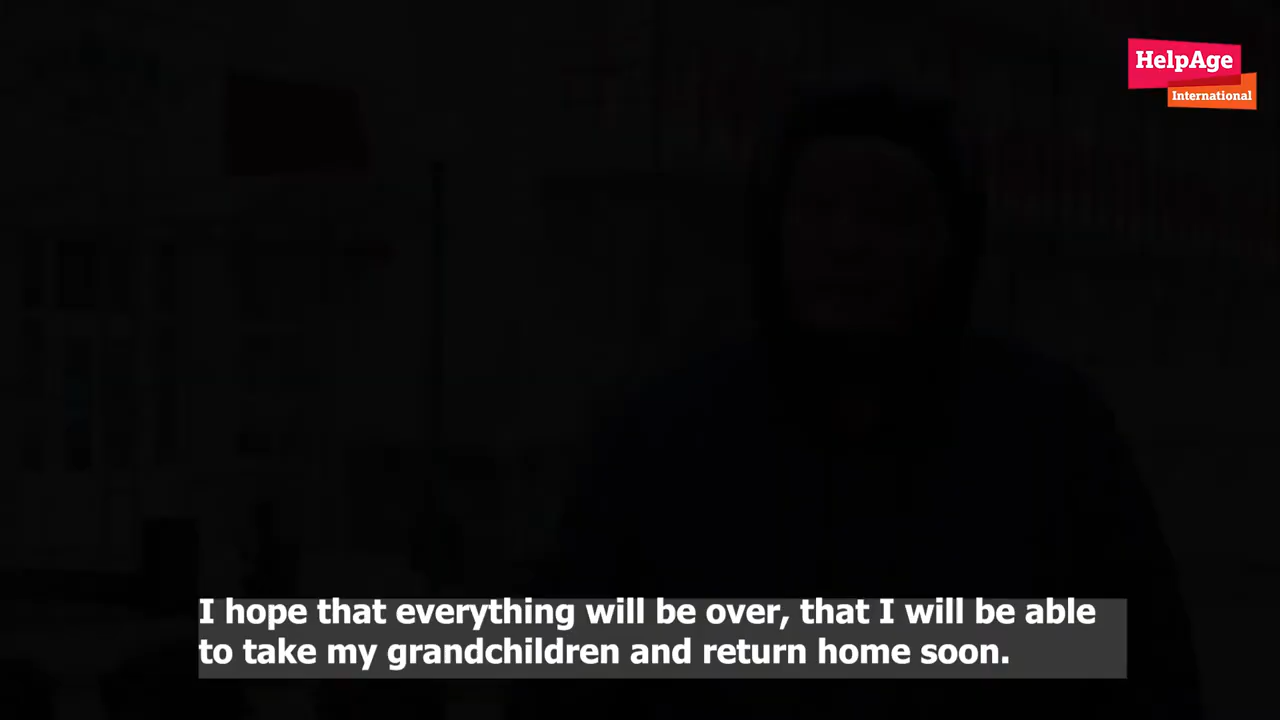 HelpAge
International
I hope that everything will be over, that I will be able
to take my grandchildren and return home soon.